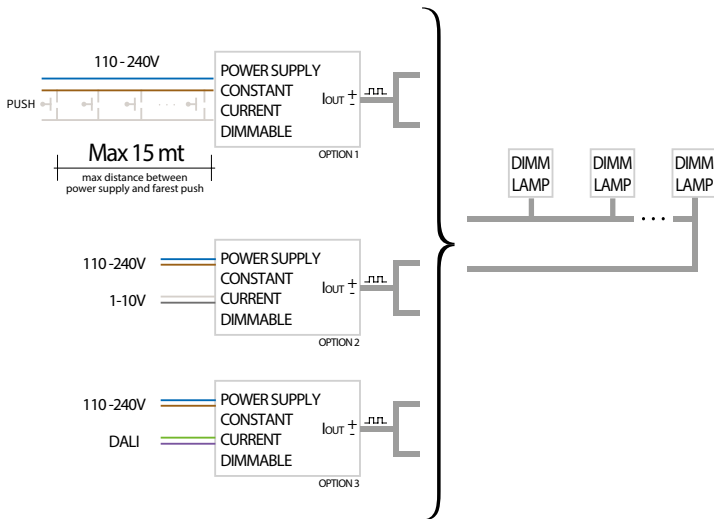 110 - 240V
PUSH
POWER SUPPLY
CONSTANT
CURRENT
DIMMABLE
IOUT + -
OPTION 1
Max 15 mt
max distance between
power supply and farest push
110 -240V
1-10V
POWER SUPPLY
CONSTANT
CURRENT
DIMMABLE
IOUT + -
OPTION 2
110 -240V
DALI
POWER SUPPLY
CONSTANT
CURRENT
DIMMABLE
IOUT + -
OPTION 3
DIMM
LAMP
DIMM
LAMP
...
DIMM
LAMP